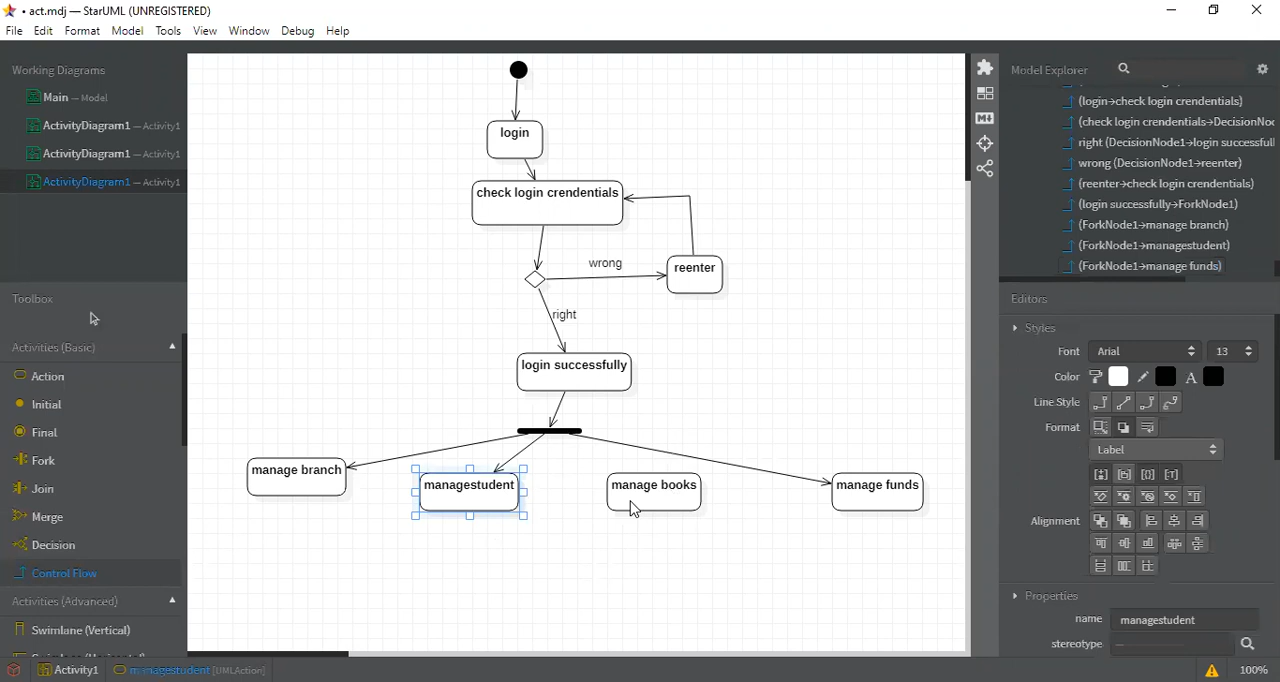 • act.mdj — StarUML (UNREGISTERED)
File Edit Format Model Tools View Window Debug Help
Working Diagrams
Main — Model
ActivityDiagram1 — Activity1
ActivityDiagram1 — Activity1
ActivityDiagram1 — Activity1
Toolbox
Activities (Basic)
Action
Initial
Final
Fork
Join
Merge
Decision
Control Flow
Activities (Advanced)
Swimlane (Vertical)
login
check login crendentials
wrong
reenter
right
login successfully
manage branch
managestudent
manage books
manage funds
Model Explorer
(login→check login crendentials)
(check login crendentials→DecisionNoc
right (DecisionNode1→login successfull
wrong (DecisionNode1→reenter)
(reenter→check login crendentials)
(login successfully→ForkNode1)
(ForkNode1→manage branch)
(ForkNode1→managestudent)
(ForkNode1→manage funds)
Editors
Styles
Font Arial 13
Color A
Line Style
Format
Label
Alignment
Properties
name managestudent
stereotype —
Activity1 managestudent [UMLAction] 100%